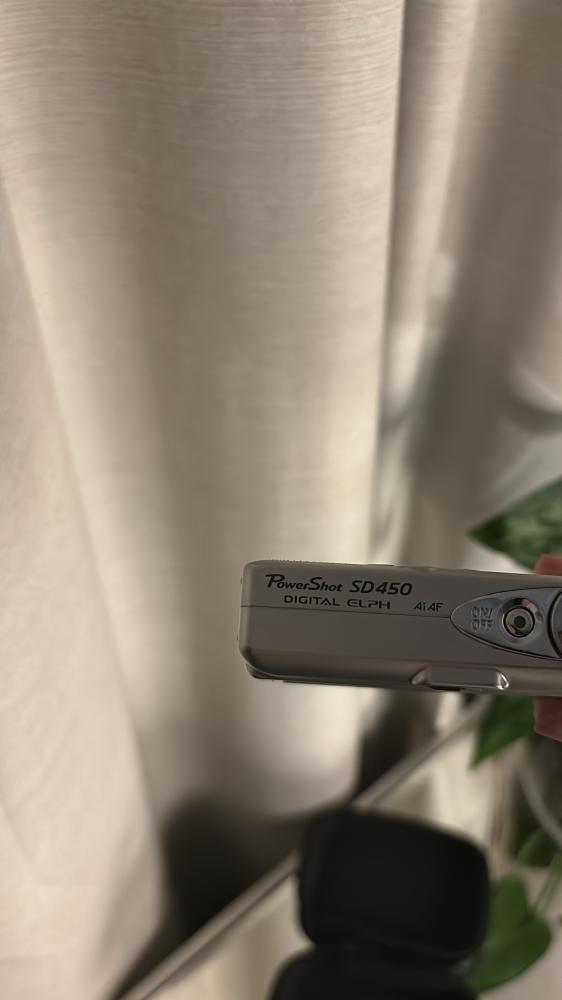 PowerShot SD450
DIGITAL ELPH AiAF
ON/
OFF